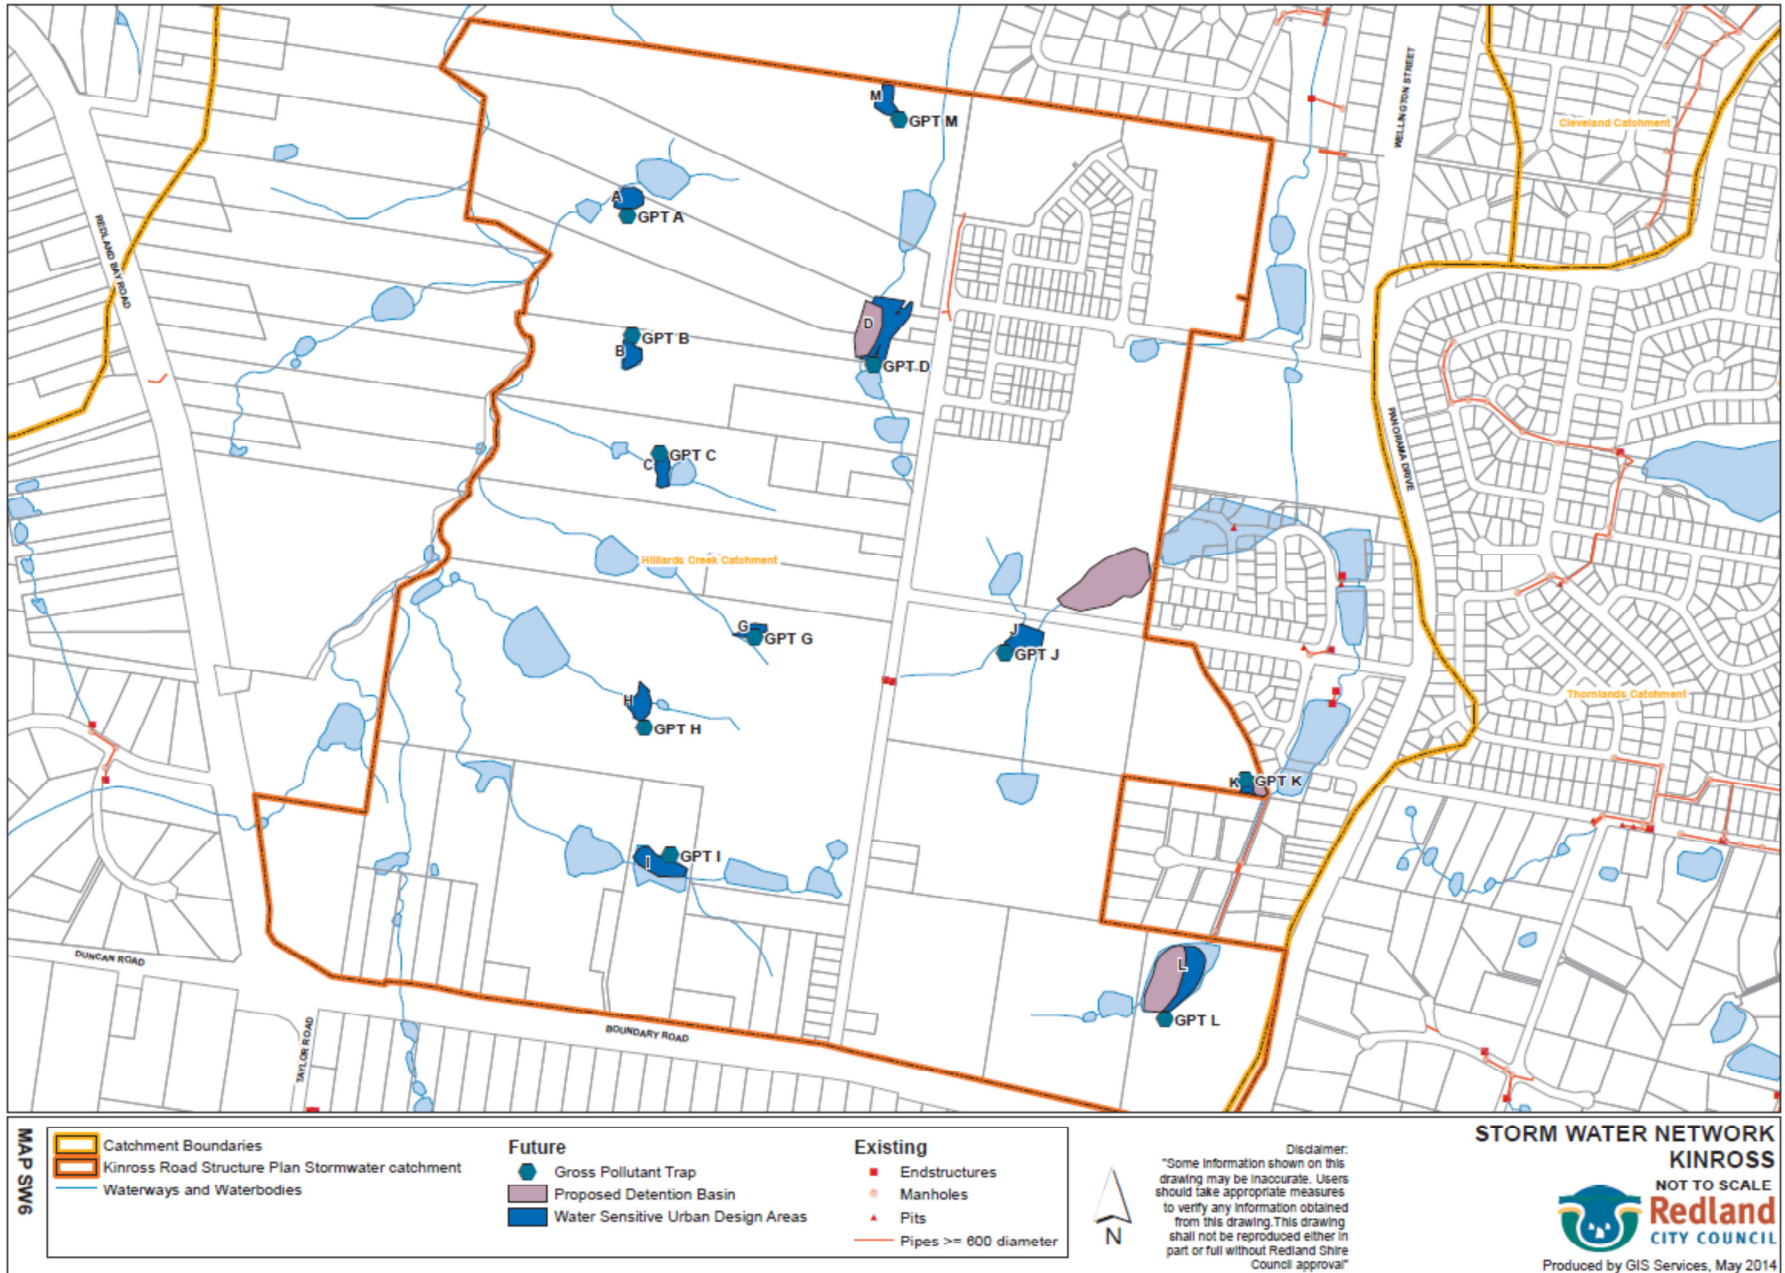 M
GPT M
WELLINGTON STREET
Cleveland Catchment
A
GPT A
REDLAND BAY ROAD
D
GPT B
B
GPT D
PANORAMA DRIVE
GPT C
C
Hilliards Creek Catchment
G
GPT G
J
GPT J
Thornlands Catchment
H
GPT H
K
GPT K
GPT I
I
DUNCAN ROAD
L
GPT L
TAYLOR ROAD
BOUNDARY ROAD
MAP SW6
Catchment Boundaries
Kinross Road Structure Plan Stormwater catchment
Waterways and Waterbodies
Future
Gross Pollutant Trap
Proposed Detention Basin
Water Sensitive Urban Design Areas
Existing
Endstructures
Manholes
Pits
Pipes >= 600 diameter
N
Disclaimer:
"Some information shown on this
drawing may be inaccurate. Users
should take appropriate measures
to verify any information obtained
from this drawing.This drawing
shall not be reproduced either in
part or full without Redland Shire
Council approval"
STORM WATER NETWORK
KINROSS
NOT TO SCALE
Redland
CITY COUNCIL
Produced by GIS Services, May 2014